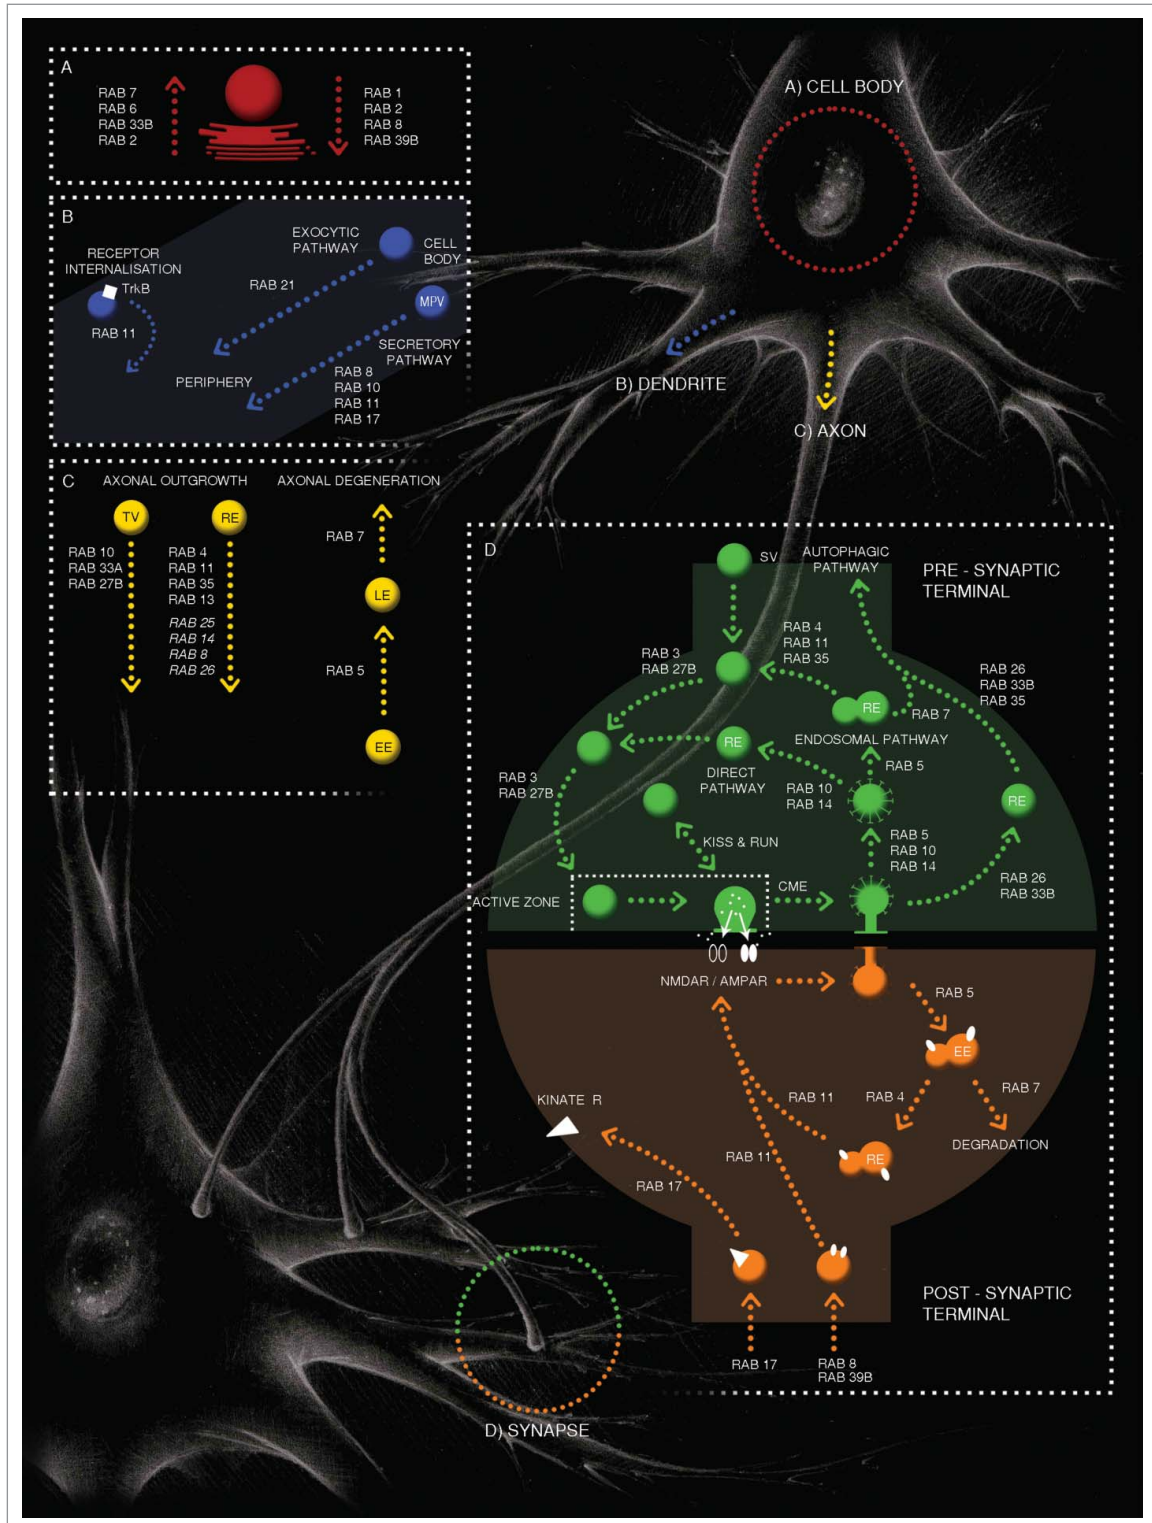 A
RAB 7
RAB 6
RAB 33B
RAB 2
RAB 1
RAB 2
RAB 8
RAB 39B
A) CELL BODY
B
EXOCYTIC
PATHWAY
CELL
BODY
RECEPTOR
INTERNALISATION
TrkB
RAB 21
MPV
RAB 11
SECRETORY
PATHWAY
PERIPHERY
RAB 8
RAB 10
RAB 11
RAB 17
B) DENDRITE
C) AXON
C
AXONAL OUTGROWTH
AXONAL DEGENERATION
TV
RE
RAB 10
RAB 33A
RAB 27B
RAB 4
RAB 11
RAB 35
RAB 13
RAB 25
RAB 14
RAB 8
RAB 26
RAB 7
LE
RAB 5
EE
D
SV
AUTOPHAGIC
PATHWAY
PRE - SYNAPTIC
TERMINAL
RAB 4
RAB 11
RAB 35
RAB 3
RAB 27B
RAB 26
RAB 33B
RAB 35
RE
RAB 7
RE
ENDOSOMAL PATHWAY
RAB 3
RAB 27B
DIRECT
PATHWAY
RAB 5
RAB 10
RAB 14
RE
KISS & RUN
RAB 5
RAB 10
RAB 14
RAB 26
RAB 33B
CME
ACTIVE ZONE
NMDAR / AMPAR
RAB 5
EE
RAB 7
RAB 4
RAB 11
KINATE R
DEGRADATION
RE
RAB 11
RAB 17
POST - SYNAPTIC
TERMINAL
RAB 17
RAB 8
RAB 39B
D) SYNAPSE